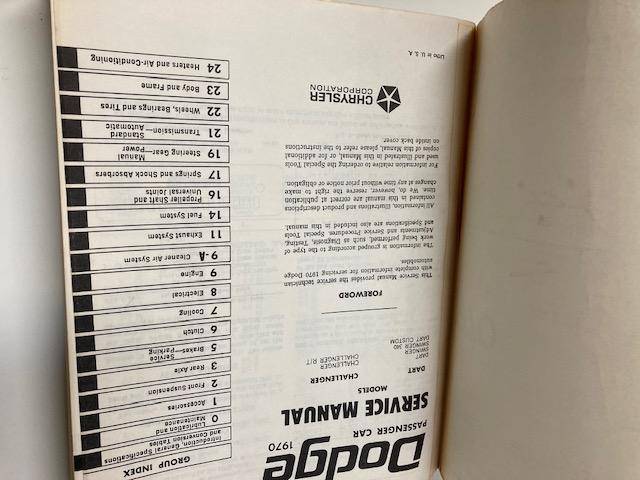 Dodge
1970
PASSENGER CAR
SERVICE MANUAL
MODELS
DART
DART
SWINGER 340
DART CUSTOM
CHALLENGER
CHALLENGER R/T
FOREWORD
This Service Manual provides the service technician
with complete information for servicing 1970 Dodge
automobiles.
The information is grouped according to the type of
work being performed, such as Diagnosis, Testing,
Adjustments and Service Procedures. Special Tools
and Specifications are also included in this manual.
All information, illustrations and product descriptions
contained in this manual are correct at publication
time. We do, however, reserve the right to make
changes at any time without prior notice or obligation.
For information relative to ordering the Special Tools
used and illustrated in this Manual, or for additional
copies of this Manual, please refer to the instructions
on inside back cover.
CHRYSLER
CORPORATION
Litho in U. S. A.
GROUP INDEX
Introduction, General Specifications
and Conversion Tables
Lubrication and
Maintenance 0
Accessories 1
Front Suspension 2
Rear Axle 3
Brakes—Parking
Service 5
Clutch 6
Cooling 7
Electrical 8
Engine 9
Cleaner Air System 9-A
Exhaust System 11
Fuel System 14
Propeller Shaft and
Universal Joints 16
Springs and Shock Absorbers 17
Steering Gear—Manual
Power 19
Transmission—Standard
Automatic 21
Wheels, Bearings and Tires 22
Body and Frame 23
Heaters and Air-Conditioning 24